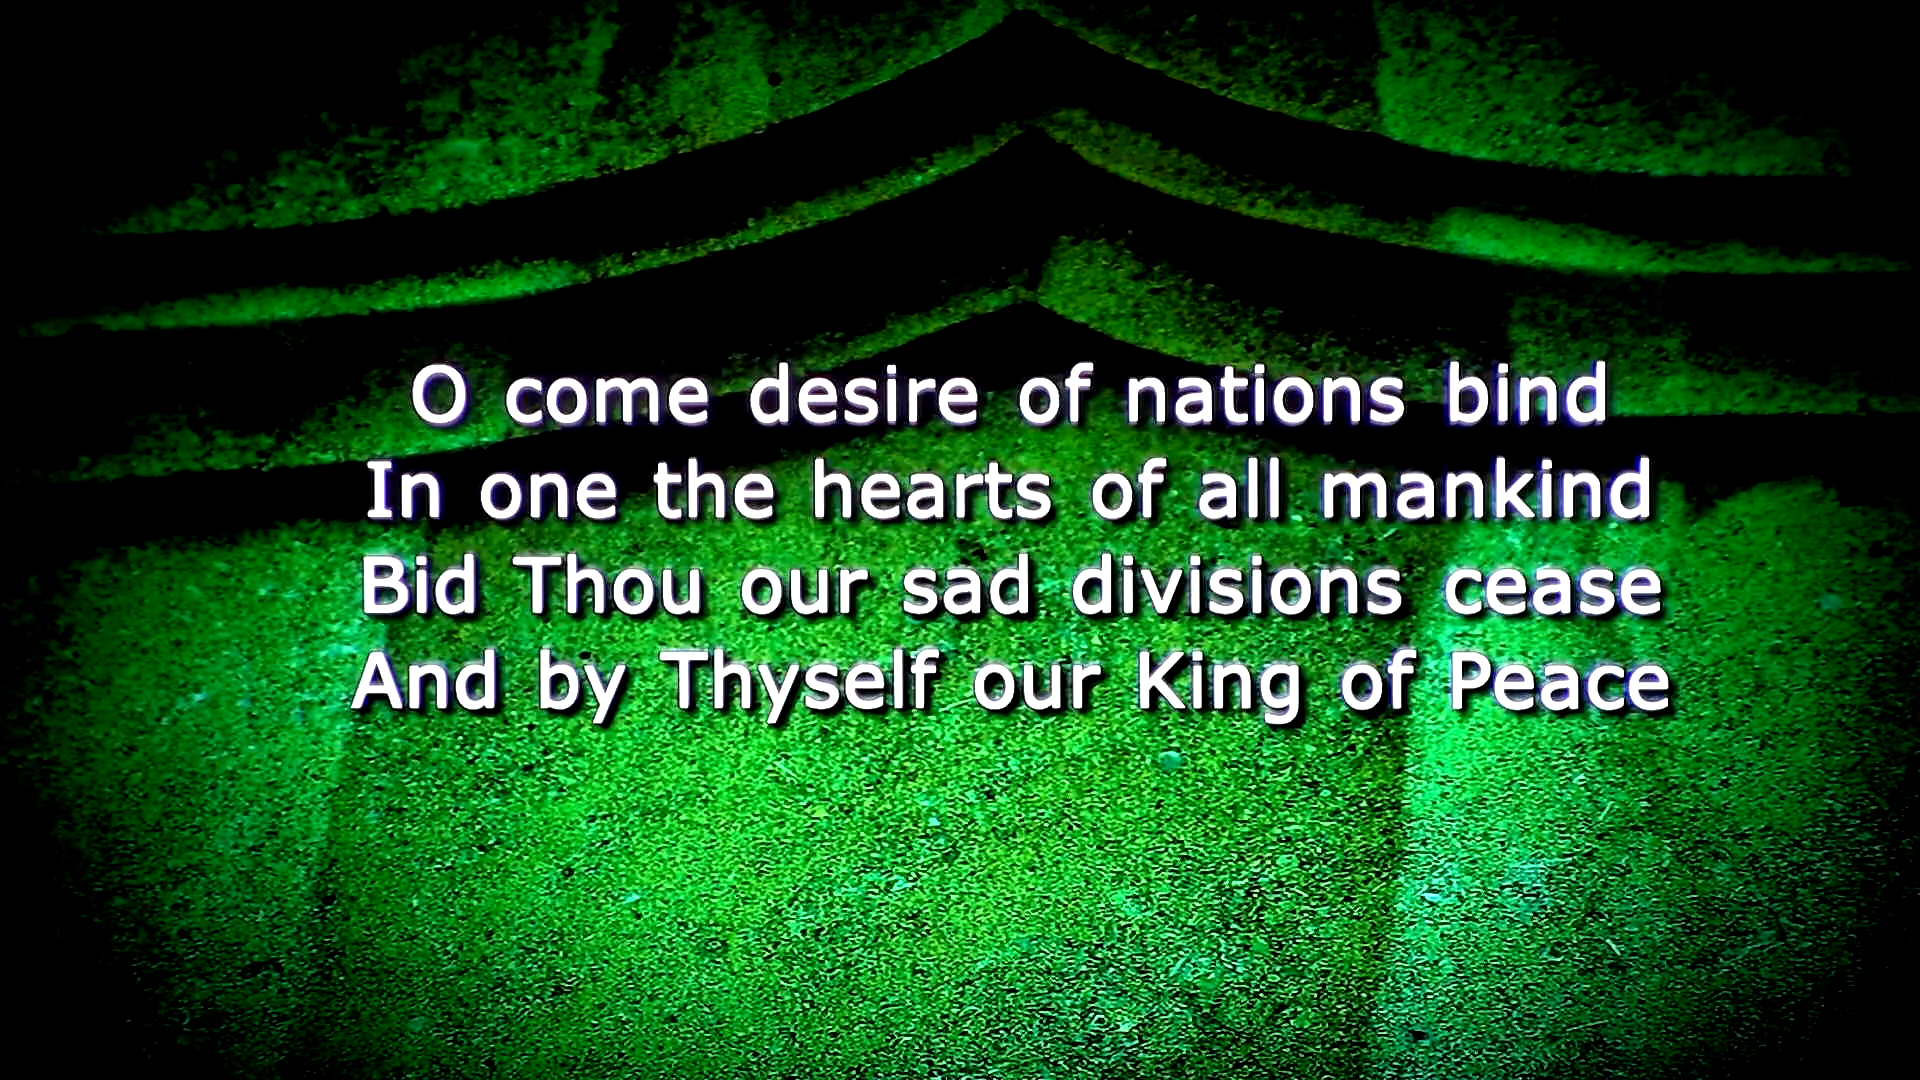 O come desire of nations bind
In one the hearts of all mankind
Bid Thou our sad divisions cease
And by Thyself our King of Peace